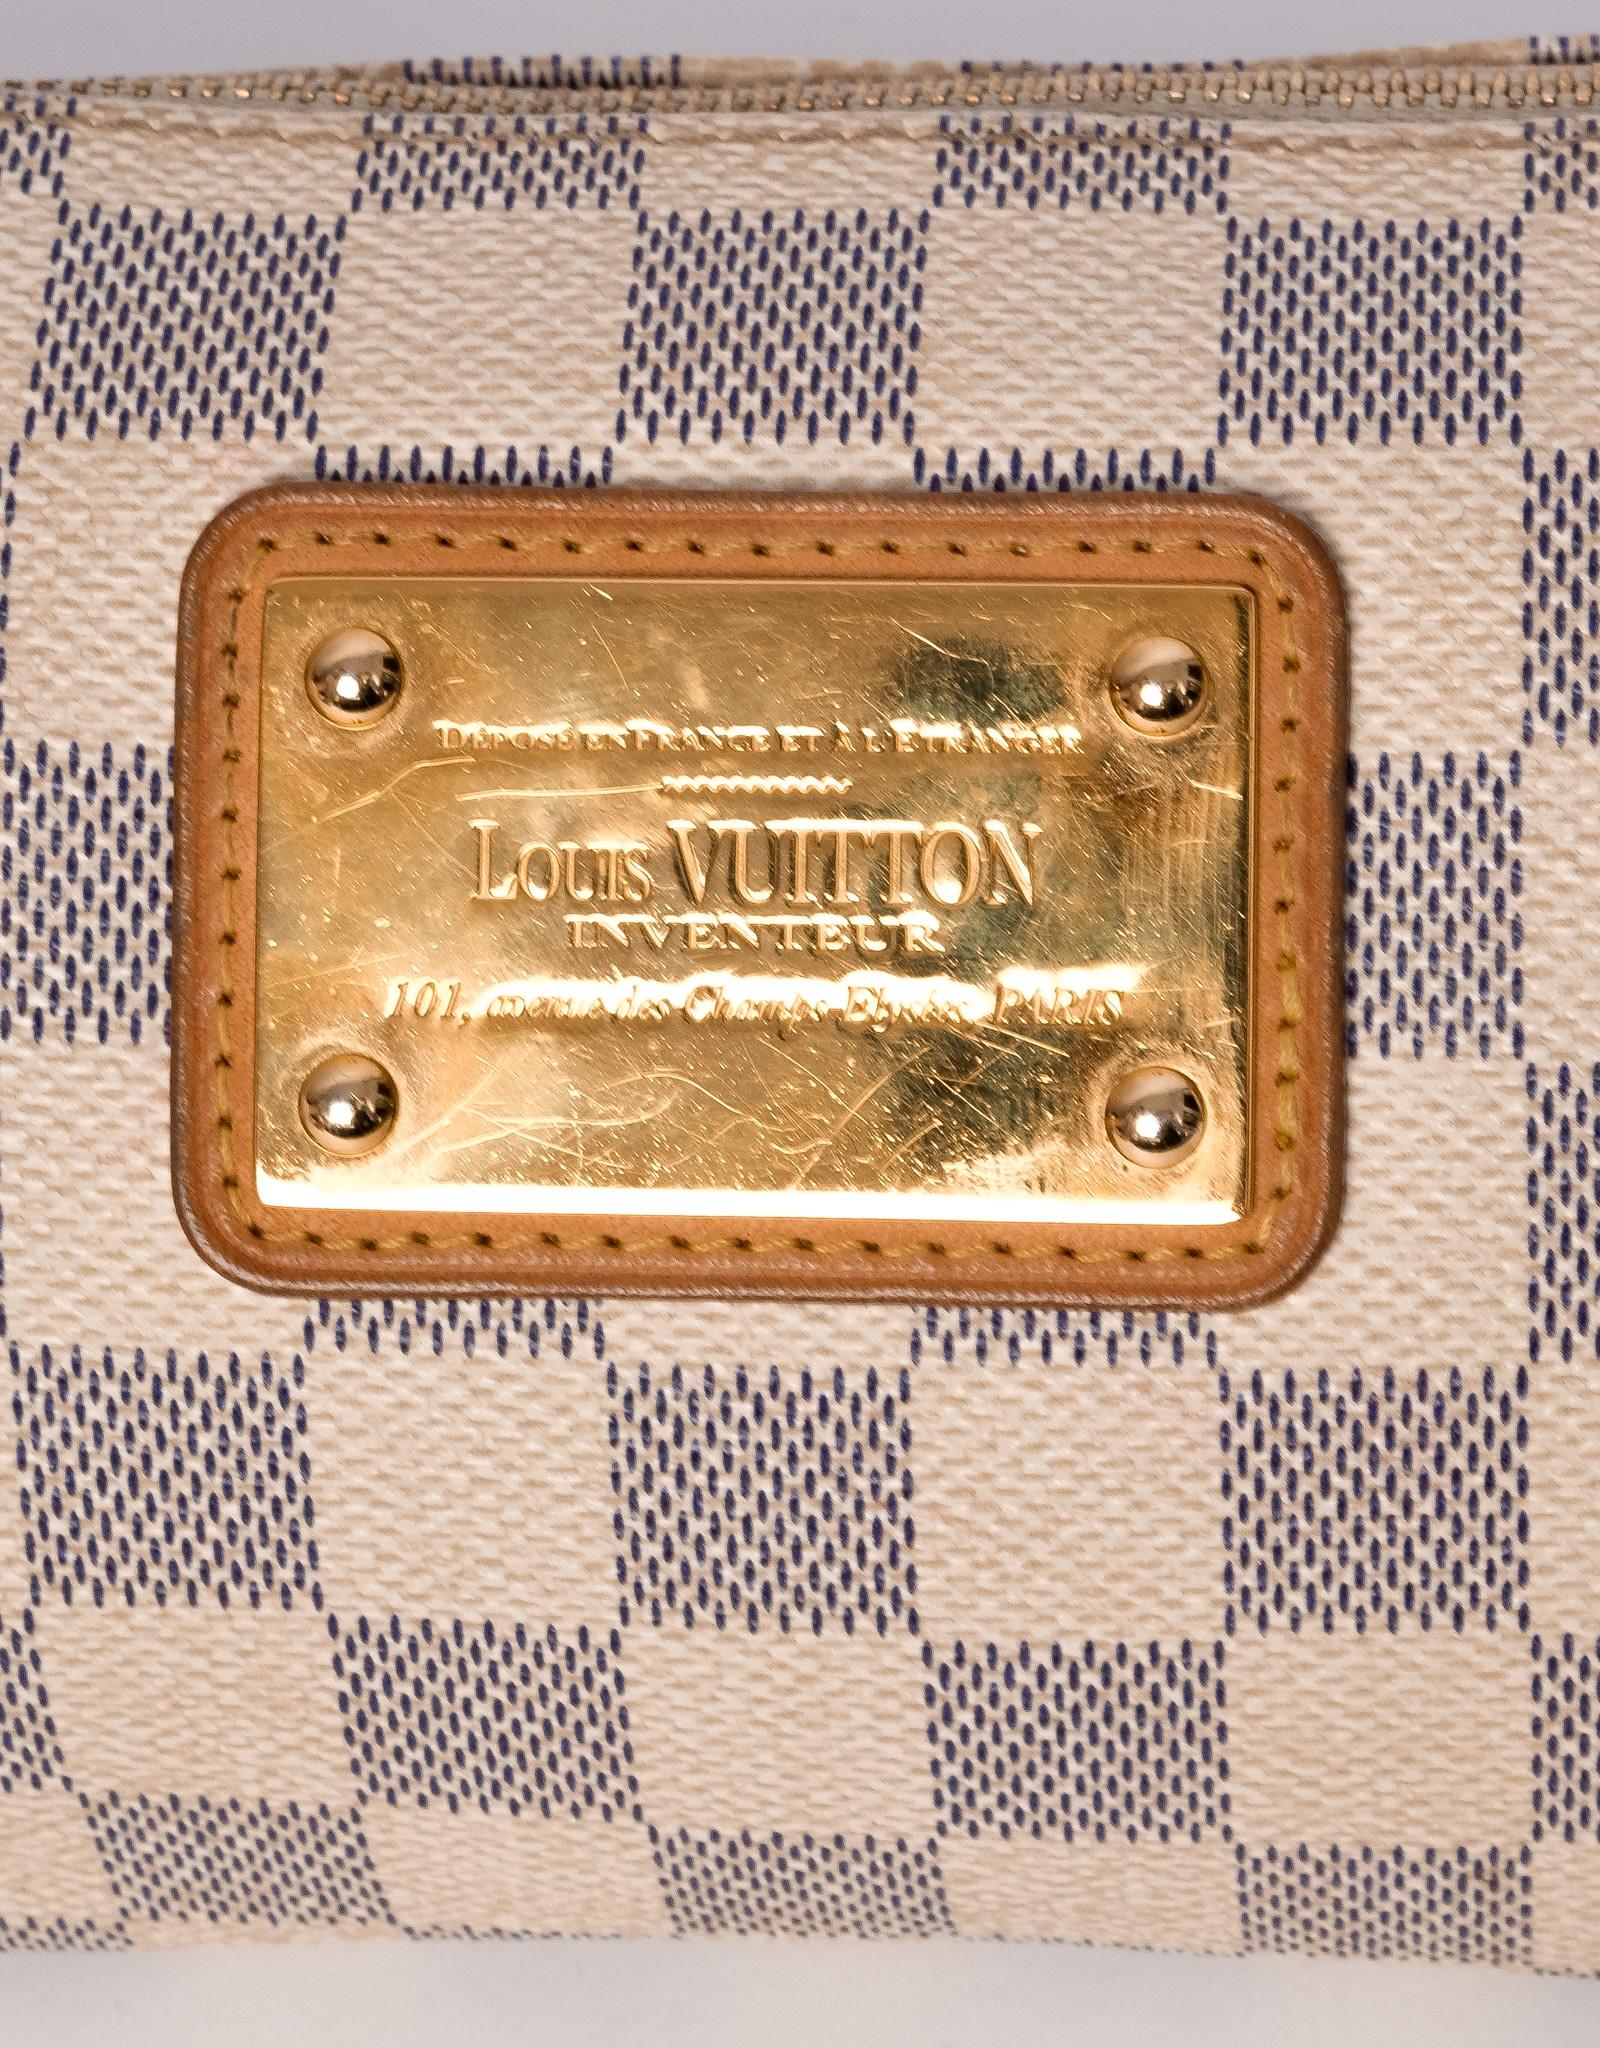 DÉPOSÉ EN FRANCE ET À L'ÉTRANGER
LOUIS VUITTON
INVENTEUR
101, avenue des Champs Elysées, PARIS